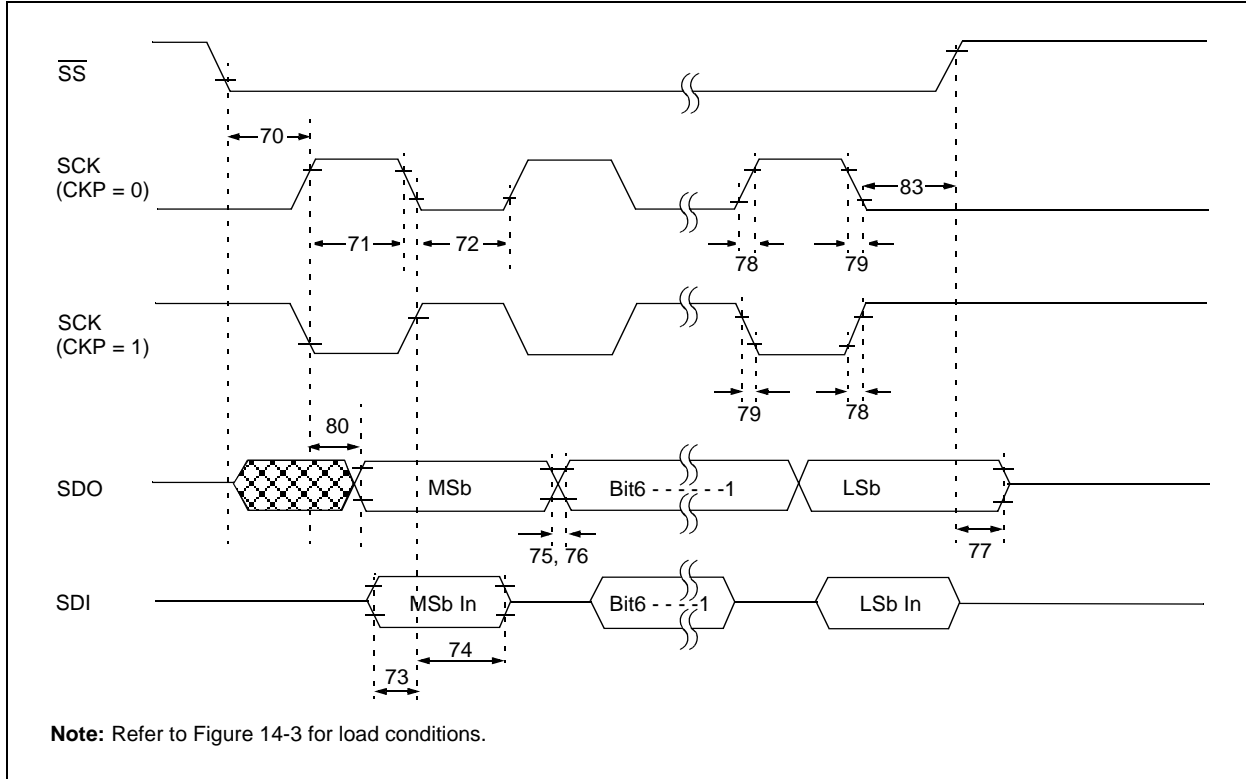 SS
70
SCK
(CKP = 0)
83
71
72
78
79
SCK
(CKP = 1)
79
78
80
SDO
MSb
Bit6 - - - - - -1
LSb
75, 76
77
SDI
MSb In
Bit6 - - - -1
LSb In
74
73
Note: Refer to Figure 14-3 for load conditions.